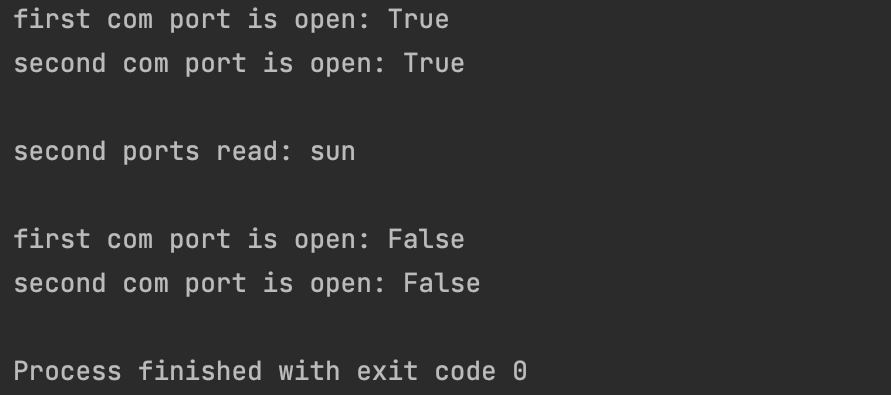 first com port is open: True
second com port is open: True
second ports read: sun
first com port is open: False
second com port is open: False
Process finished with exit code 0